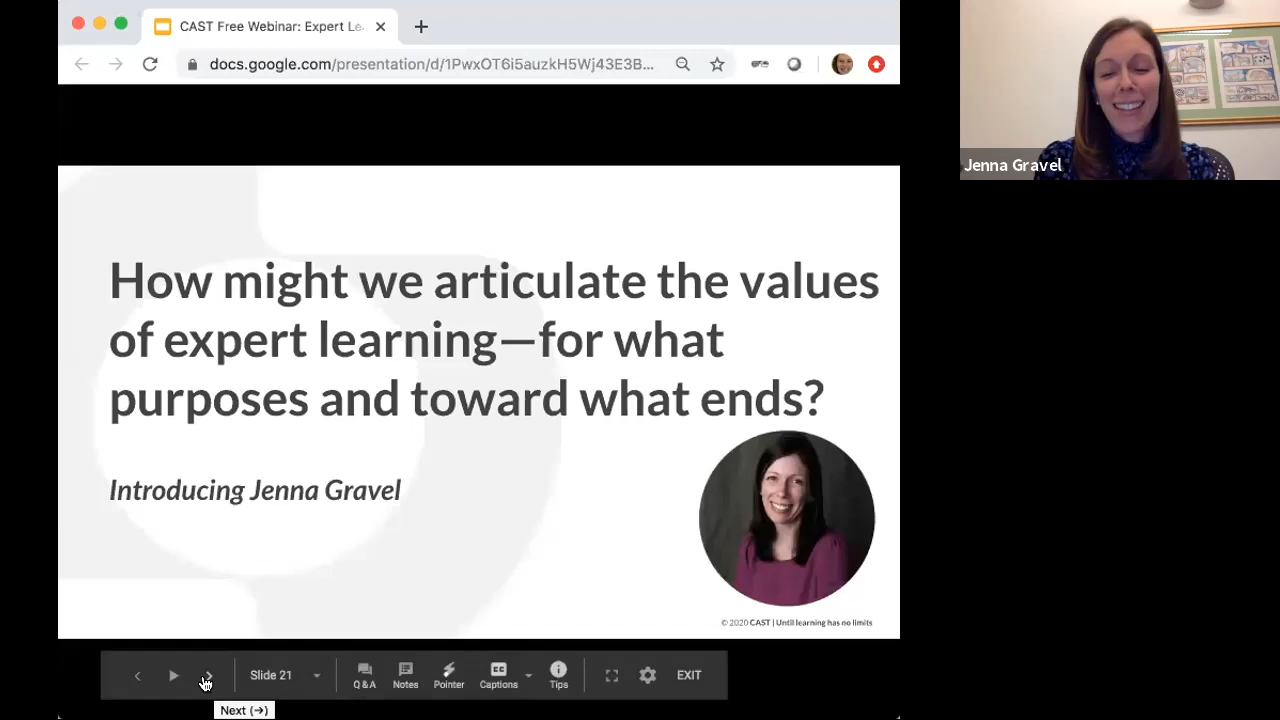 CAST Free Webinar: Expert Le
docs.google.com/presentation/d/1PwxOT6i5auzkH5Wj43E3B...
Jenna Gravel
How might we articulate the values
of expert learning—for what
purposes and toward what ends?
Introducing Jenna Gravel
© 2020 CAST | Until learning has no limits
Slide 21
Q&A
Notes
Pointer
CC
Captions
Tips
EXIT
Next (→)